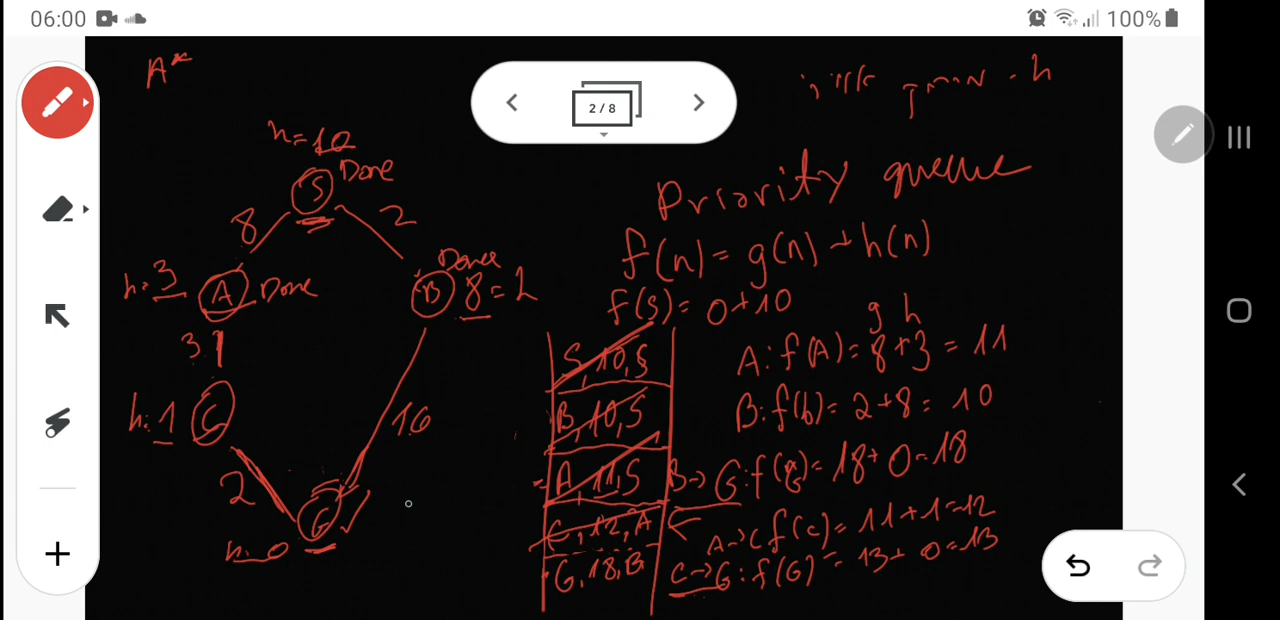 06:00
100%
A*
2 / 8
h
Priority queue
f(n) = g(n) + h(n)
f(S) = 0+10
g h
A: f(A) = 8+3 = 11
B: f(b) = 2+8 = 10
B→ G: f(G) = 18+0=18
A→C f(C) = 11+1=12
C→G: f(G) = 13+0=13
S, 10, S
B, 10, S
A, 11, S
C, 12, A
G, 18, B
h=10
S Done
8
2
h: 3
A Done
Done
B 8=h
3
h: 1
C
16
2
G
h=0